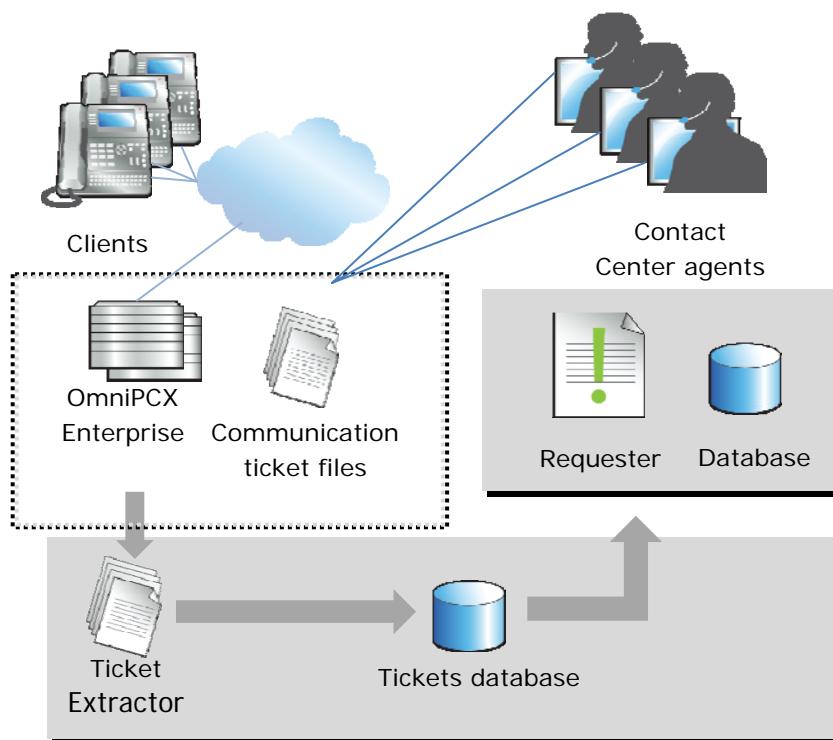 Clients
Contact
Center agents
OmniPCX
Enterprise
Communication
ticket files
Requester
Database
Ticket
Extractor
Tickets database